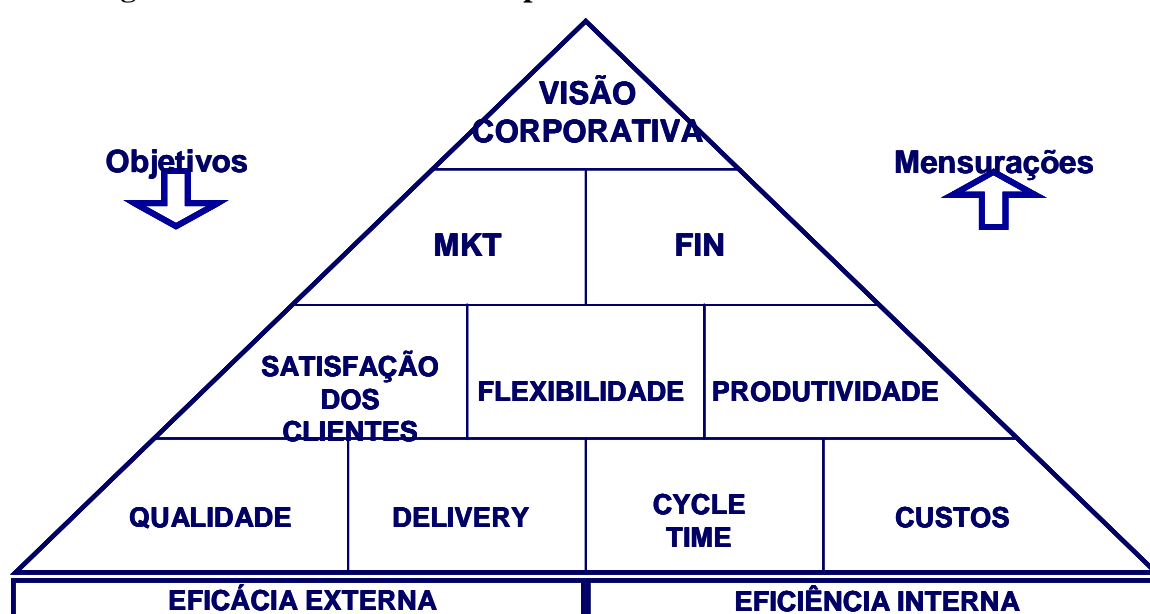 VISÃO
CORPORATIVA
Objetivos
Mensurações
MKT
FIN
SATISFAÇÃO
DOS
CLIENTES
FLEXIBILIDADE
PRODUTIVIDADE
QUALIDADE
DELIVERY
CYCLE
TIME
CUSTOS
EFICÁCIA EXTERNA
EFICIÊNCIA INTERNA